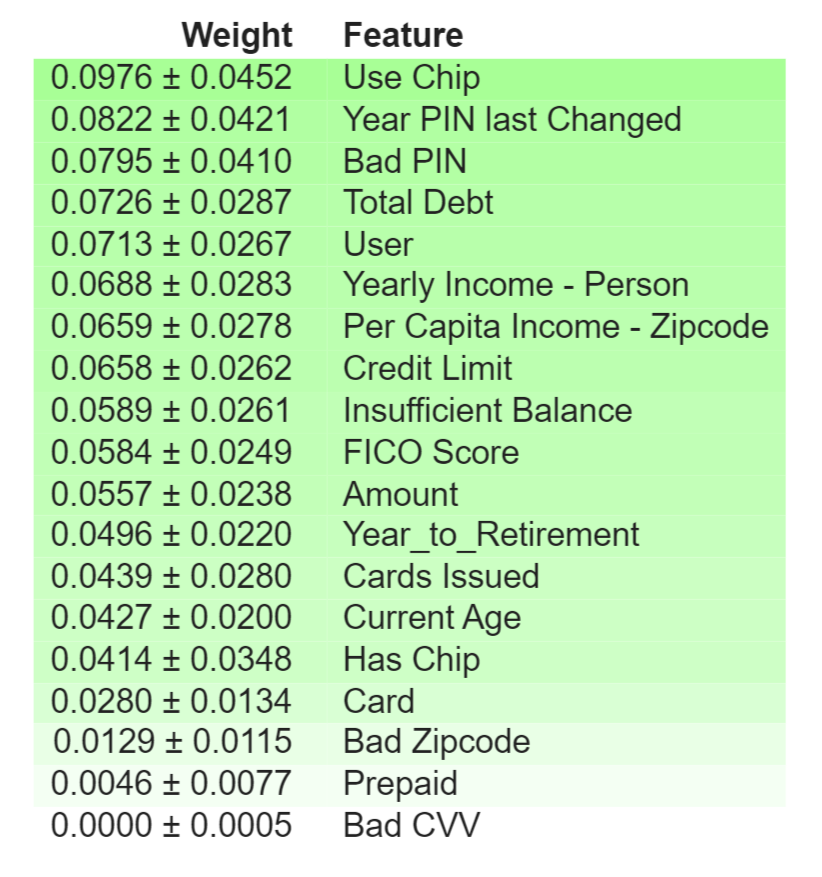 Weight Feature
0.0976 ± 0.0452 Use Chip
0.0822 ± 0.0421 Year PIN last Changed
0.0795 ± 0.0410 Bad PIN
0.0726 ± 0.0287 Total Debt
0.0713 ± 0.0267 User
0.0688 ± 0.0283 Yearly Income - Person
0.0659 ± 0.0278 Per Capita Income - Zipcode
0.0658 ± 0.0262 Credit Limit
0.0589 ± 0.0261 Insufficient Balance
0.0584 ± 0.0249 FICO Score
0.0557 ± 0.0238 Amount
0.0496 ± 0.0220 Year_to_Retirement
0.0439 ± 0.0280 Cards Issued
0.0427 ± 0.0200 Current Age
0.0414 ± 0.0348 Has Chip
0.0280 ± 0.0134 Card
0.0129 ± 0.0115 Bad Zipcode
0.0046 ± 0.0077 Prepaid
0.0000 ± 0.0005 Bad CVV